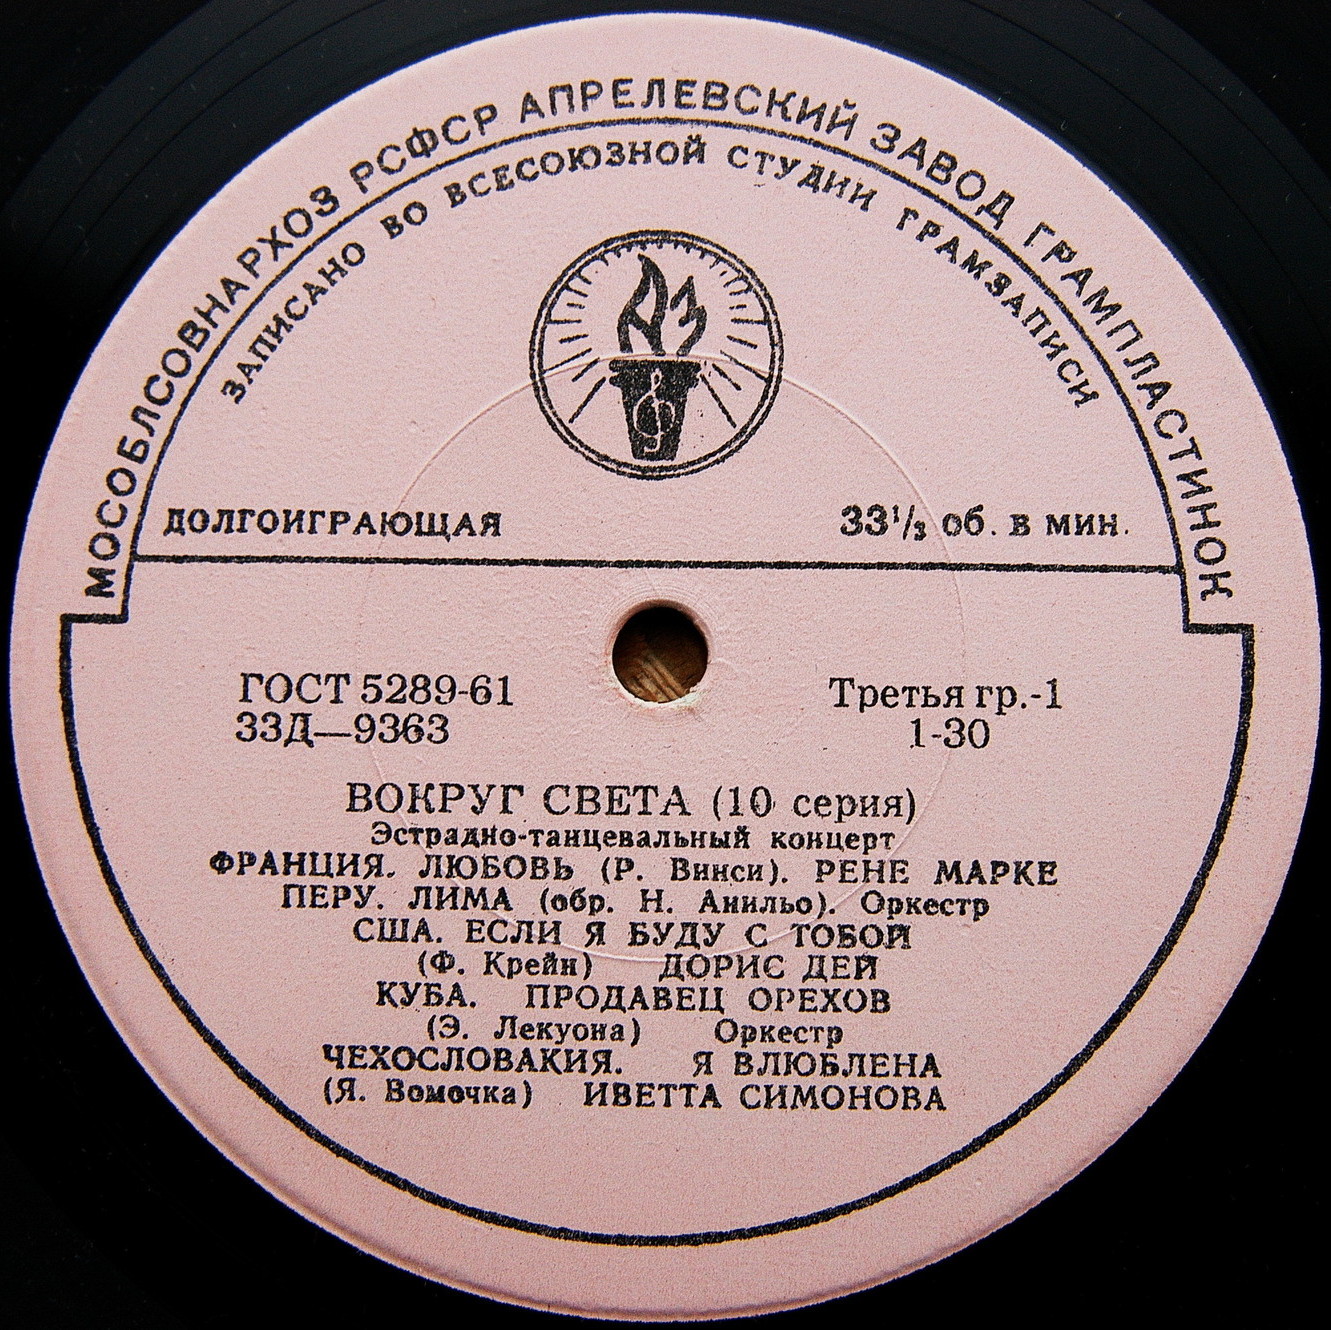 МОСОБЛСОВНАРХОЗ РСФСР АПРЕЛЕВСКИЙ ЗАВОД ГРАМПЛАСТИНОК
ЗАПИСАНО ВО ВСЕСОЮЗНОЙ СТУДИИ ГРАМЗАПИСИ
АЗ
ДОЛГОИГРАЮЩАЯ 33⅓ об. в мин.
ГОСТ 5289-61 Третья гр.-1
33Д—9363 1-30
ВОКРУГ СВЕТА (10 серия)
Эстрадно-танцевальный концерт
ФРАНЦИЯ. ЛЮБОВЬ (Р. Винси). РЕНЕ МАРКЕ
ПЕРУ. ЛИМА (обр. Н. Анильо). Оркестр
США. ЕСЛИ Я БУДУ С ТОБОЙ
(Ф. Крейн) ДОРИС ДЕЙ
КУБА. ПРОДАВЕЦ ОРЕХОВ
(Э. Лекуона) Оркестр
ЧЕХОСЛОВАКИЯ. Я ВЛЮБЛЕНА
(Я. Вомочка) ИВЕТТА СИМОНОВА